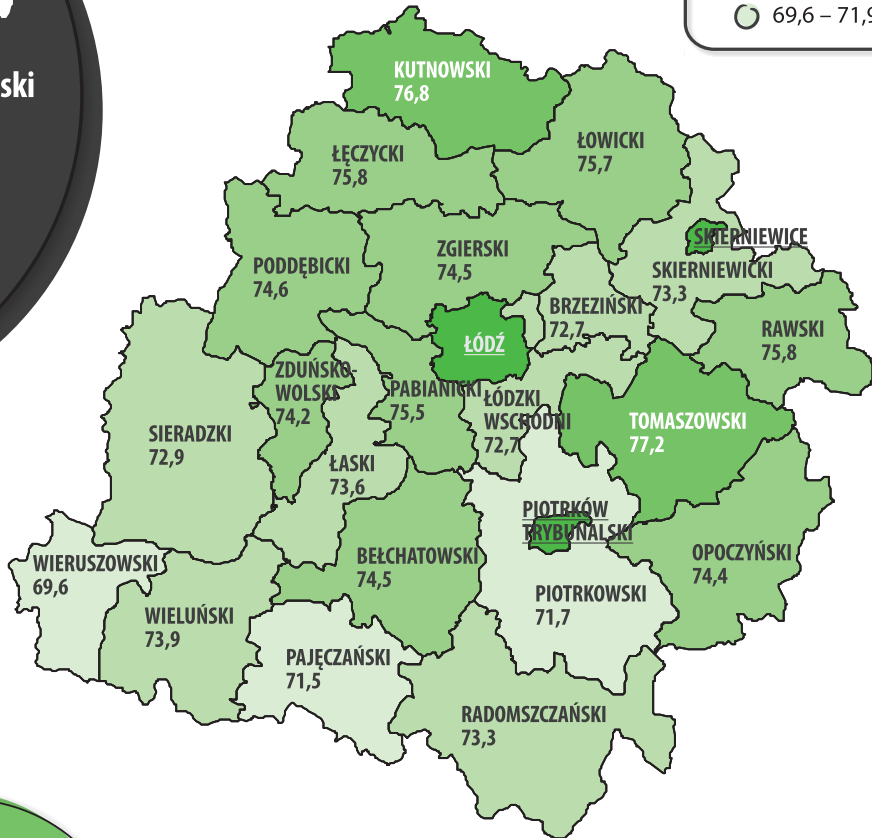 ski
69,6 – 71,9
KUTNOWSKI
76,8
ŁOWICKI
75,7
ŁĘCZYCKI
75,8
SKIERNIEWICE
ZGIERSKI
74,5
PODDĘBICKI
74,6
SKIERNIEWICKI
73,3
BRZEZIŃSKI
72,7
RAWSKI
75,8
ŁÓDŹ
ZDUŃSKO-
WOLSKI
74,2
PABIANICKI
75,5
ŁÓDZKI
WSCHODNI
72,7
TOMASZOWSKI
77,2
SIERADZKI
72,9
ŁASKI
73,6
PIOTRKÓW
TRYBUNALSKI
WIERUSZOWSKI
69,6
BEŁCHATOWSKI
74,5
OPOCZYŃSKI
74,4
PIOTRKOWSKI
71,7
WIELUŃSKI
73,9
PAJĘCZAŃSKI
71,5
RADOMSZCZAŃSKI
73,3